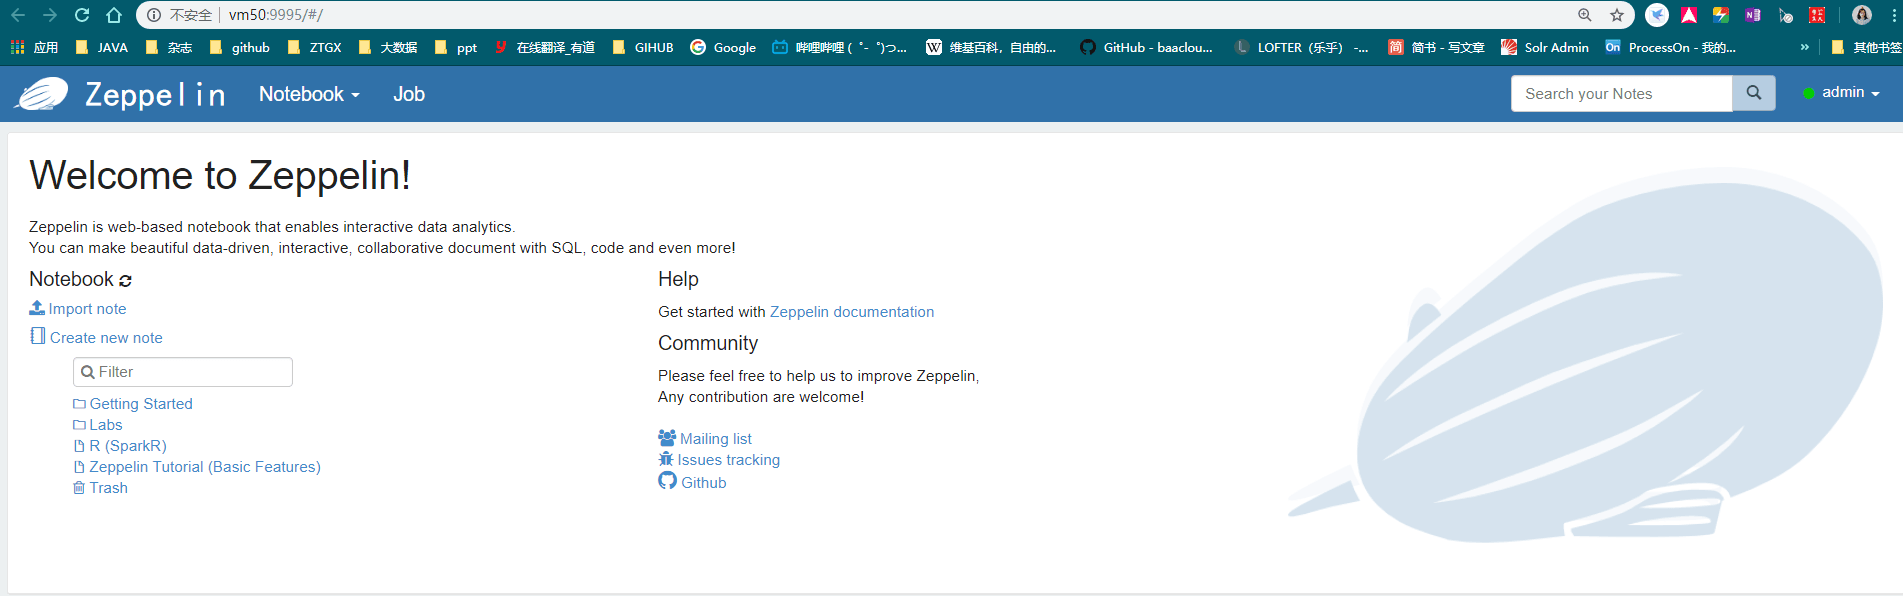 不安全 vm50:9995/#/
应用 JAVA 杂志 github ZTGX 大数据 ppt 在线翻译_有道 GIHUB Google 哔哩哔哩 ( ゜- ゜)つ... 维基百科，自由的... GitHub - baaclou... LOFTER（乐乎） -... 简书 - 写文章 Solr Admin ProcessOn - 我的... » 其他书签
Zeppelin Notebook Job Search your Notes admin
Welcome to Zeppelin!
Zeppelin is web-based notebook that enables interactive data analytics.
You can make beautiful data-driven, interactive, collaborative document with SQL, code and even more!
Notebook
Import note
Create new note
Filter
Getting Started
Labs
R (SparkR)
Zeppelin Tutorial (Basic Features)
Trash
Help
Get started with Zeppelin documentation
Community
Please feel free to help us to improve Zeppelin,
Any contribution are welcome!
Mailing list
Issues tracking
Github